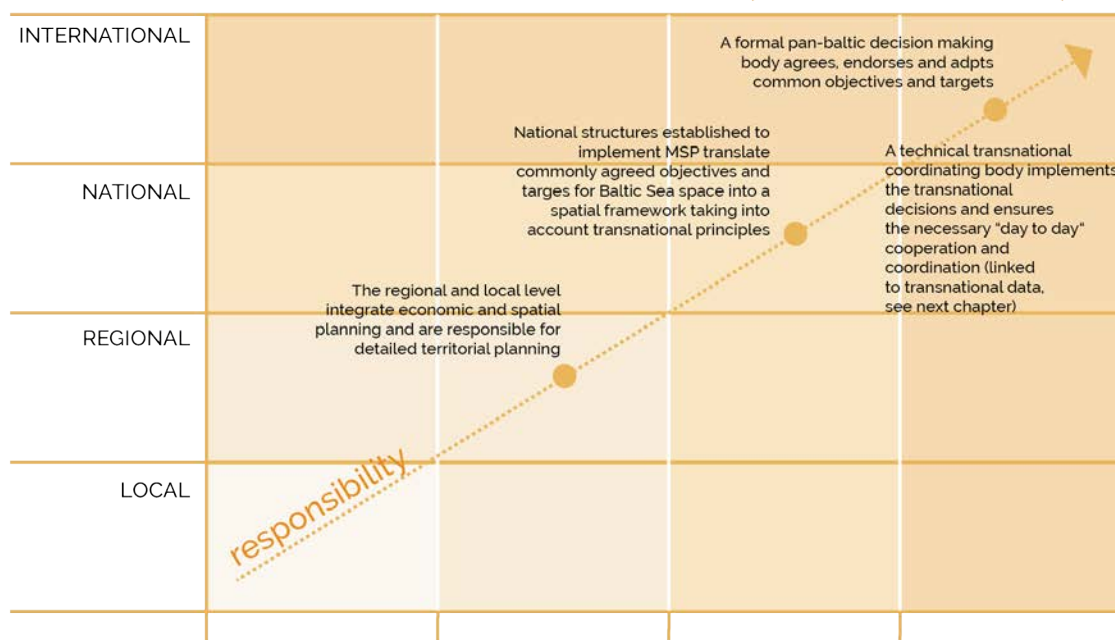 INTERNATIONAL
A formal pan-baltic decision making
body agrees, endorses and adpts
common objectives and targets
National structures established to
implement MSP translate
commonly agreed objectives and
targes for Baltic Sea space into a
spatial framework taking into
account transnational principles
A technical transnational
coordinating body implements
the transnational
decisions and ensures
the necessary "day to day“
cooperation and
coordination (linked
to transnational data,
see next chapter)
NATIONAL
The regional and local level
integrate economic and spatial
planning and are responsible for
detailed territorial planning
REGIONAL
responsibility
LOCAL